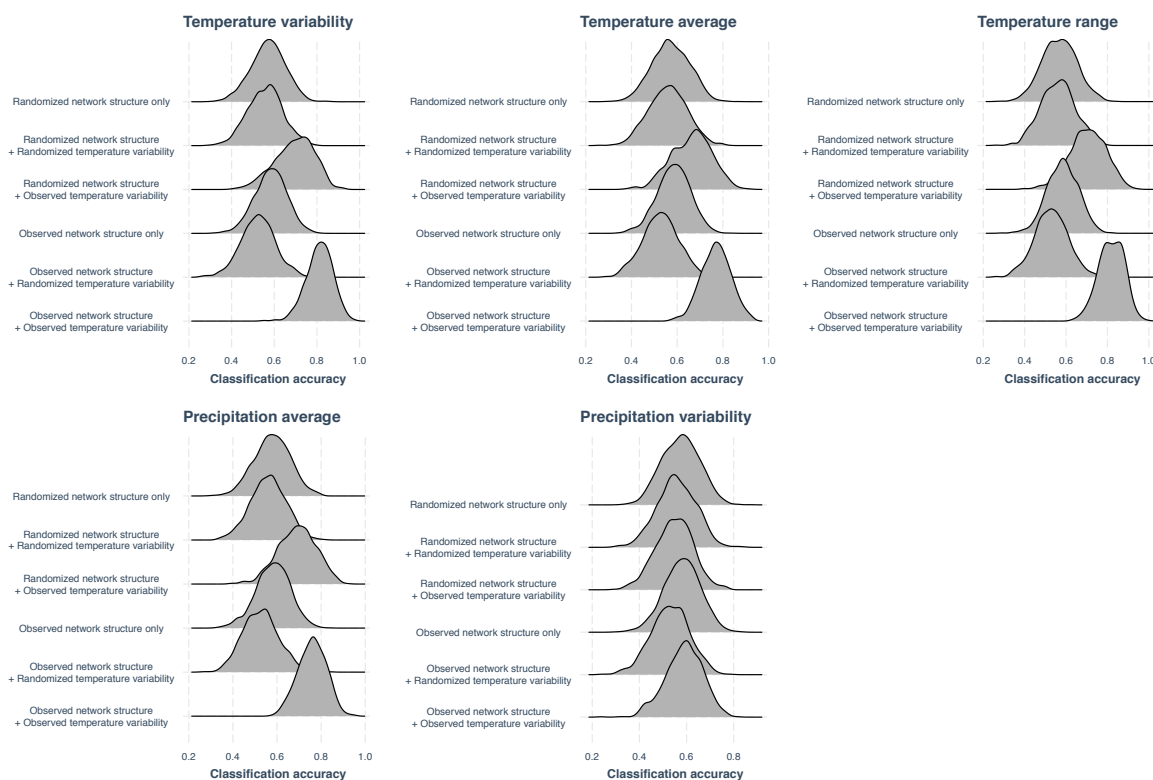 Temperature variability
Randomized network structure only
Randomized network structure
+ Randomized temperature variability
Randomized network structure
+ Observed temperature variability
Observed network structure only
Observed network structure
+ Randomized temperature variability
Observed network structure
+ Observed temperature variability
0.2 0.4 0.6 0.8 1.0
Classification accuracy
Temperature average
Randomized network structure only
Randomized network structure
+ Randomized temperature variability
Randomized network structure
+ Observed temperature variability
Observed network structure only
Observed network structure
+ Randomized temperature variability
Observed network structure
+ Observed temperature variability
0.2 0.4 0.6 0.8 1.0
Classification accuracy
Temperature range
Randomized network structure only
Randomized network structure
+ Randomized temperature variability
Randomized network structure
+ Observed temperature variability
Observed network structure only
Observed network structure
+ Randomized temperature variability
Observed network structure
+ Observed temperature variability
0.2 0.4 0.6 0.8 1.0
Classification accuracy
Precipitation average
Randomized network structure only
Randomized network structure
+ Randomized temperature variability
Randomized network structure
+ Observed temperature variability
Observed network structure only
Observed network structure
+ Randomized temperature variability
Observed network structure
+ Observed temperature variability
0.2 0.4 0.6 0.8 1.0
Classification accuracy
Precipitation variability
Randomized network structure only
Randomized network structure
+ Randomized temperature variability
Randomized network structure
+ Observed temperature variability
Observed network structure only
Observed network structure
+ Randomized temperature variability
Observed network structure
+ Observed temperature variability
0.2 0.4 0.6 0.8
Classification accuracy